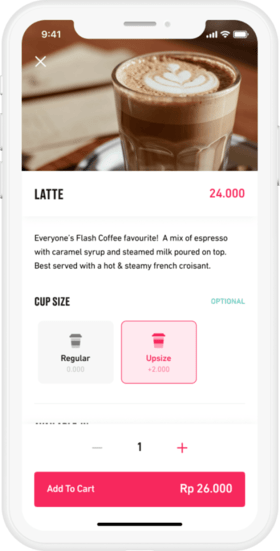 9:41
LATTE
24.000
Everyone's Flash Coffee favourite! A mix of espresso
with caramel syrup and steamed milk poured on top.
Best served with a hot & steamy french croisant.
CUP SIZE
OPTIONAL
Regular
0.000
Upsize
+2.000
1
Add To Cart
Rp 26.000